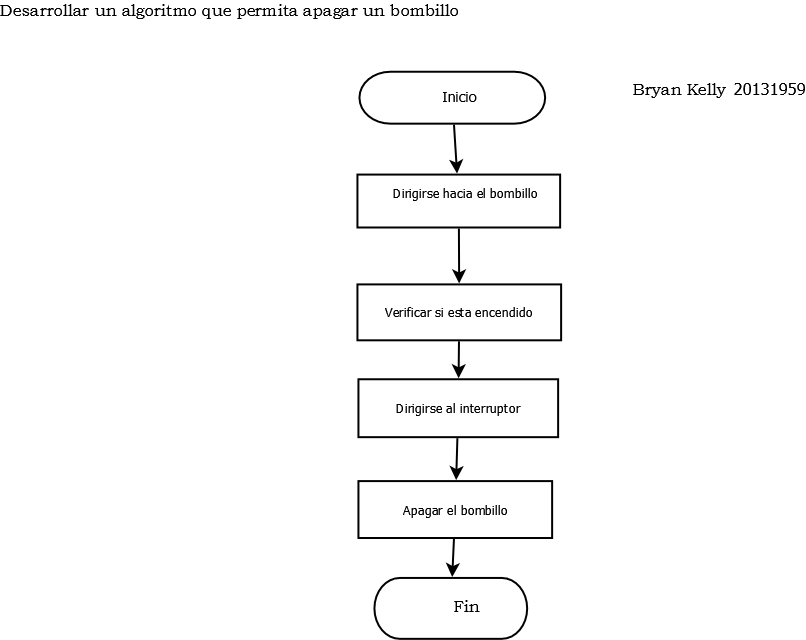 Desarrollar un algoritmo que permita apagar un bombillo
Bryan Kelly 20131959
Inicio
Dirigirse hacia el bombillo
Verificar si esta encendido
Dirigirse al interruptor
Apagar el bombillo
Fin